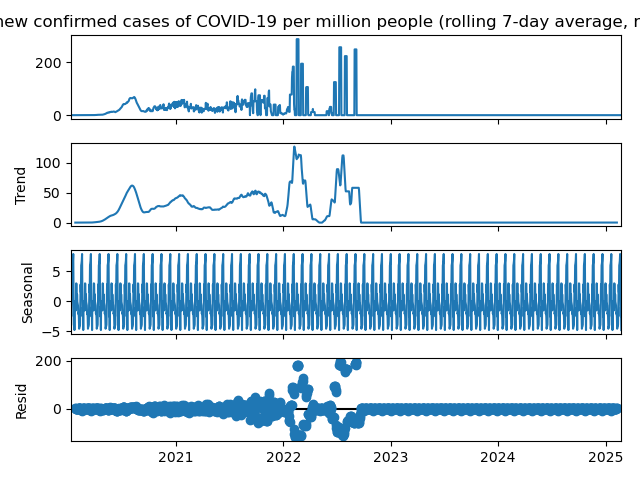 new confirmed cases of COVID-19 per million people (rolling 7-day average, r
200
0
Trend
100
50
0
Seasonal
5
0
−5
Resid
200
0
2021 2022 2023 2024 2025